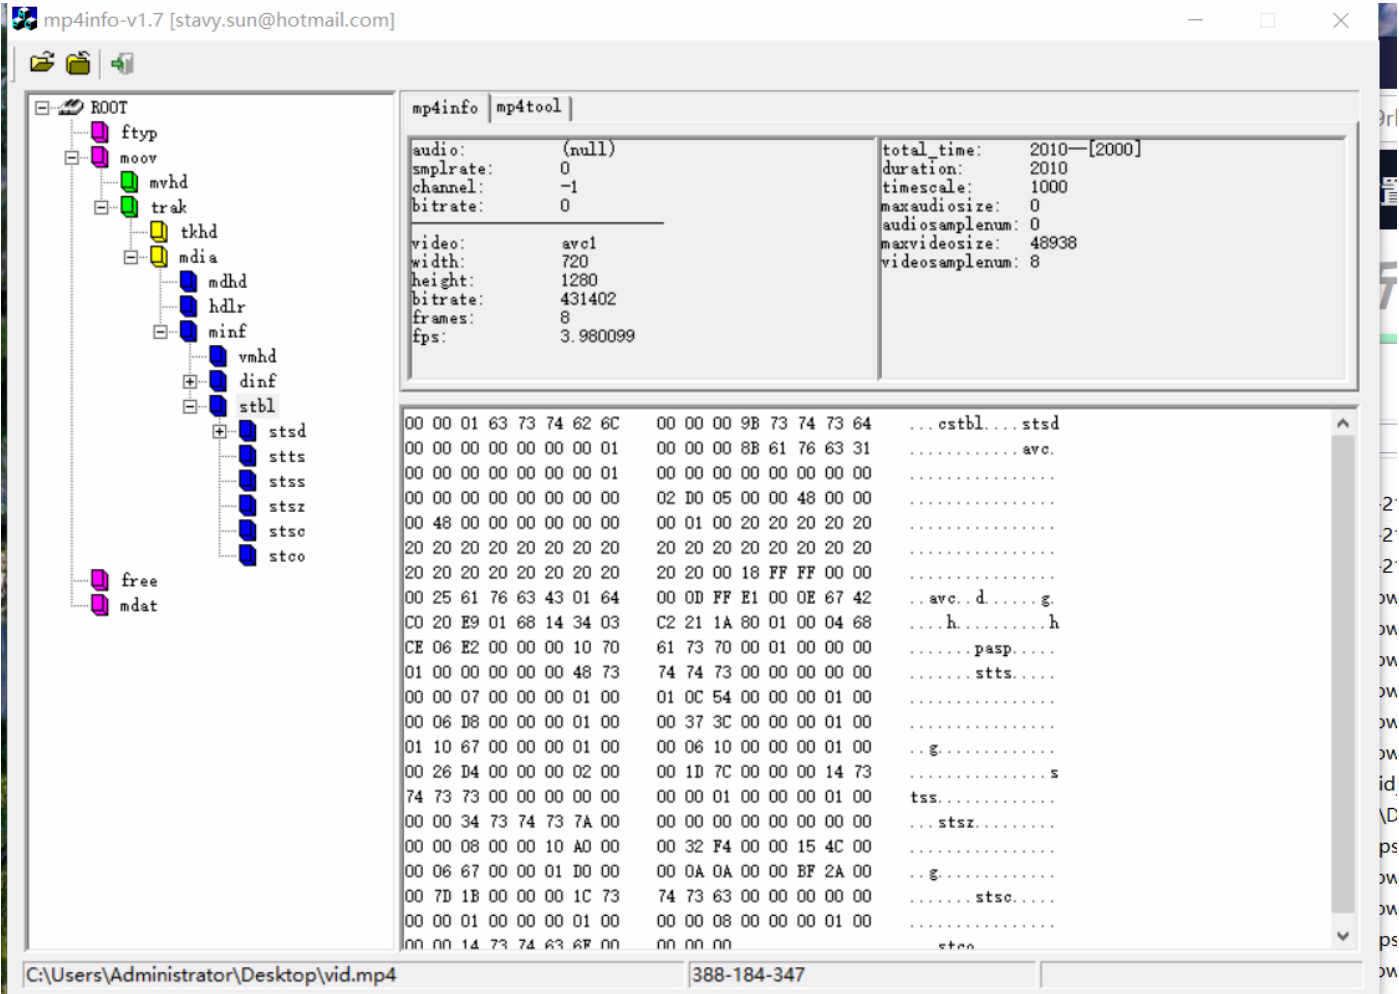 mp4info-v1.7 [stavy.sun@hotmail.com]
ROOT
ftyp
moov
mvhd
trak
tkhd
mdia
mdhd
hdlr
minf
vmhd
dinf
stbl
stsd
stts
stss
stsz
stsc
stco
free
mdat
mp4info mp4tool
audio: (null)
smplrate: 0
channel: -1
bitrate: 0
video: avc1
width: 720
height: 1280
bitrate: 431402
frames: 8
fps: 3.980099
total_time: 2010--[2000]
duration: 2010
timescale: 1000
maxaudiosize: 0
audiosamplenum: 0
maxvideosize: 48938
videosamplenum: 8
00 00 01 63 73 74 62 6C 00 00 00 9B 73 74 73 64 ...cstbl....stsd
00 00 00 00 00 00 00 01 00 00 00 8B 61 76 63 31 ............avc.
00 00 00 00 00 00 00 01 00 00 00 00 00 00 00 00 ................
00 00 00 00 00 00 00 00 02 D0 05 00 00 48 00 00 ................
00 48 00 00 00 00 00 00 00 01 00 20 20 20 20 20 ................
20 20 20 20 20 20 20 20 20 20 20 20 20 20 20 20 ................
20 20 20 20 20 20 20 20 20 20 00 18 FF FF 00 00 ................
00 25 61 76 63 43 01 64 00 0D FF E1 00 0E 67 42 ..avc..d......g.
C0 20 E9 01 68 14 34 03 C2 21 1A 80 01 00 04 68 ....h..........h
CE 06 E2 00 00 00 10 70 61 73 70 00 01 00 00 00 .......pasp.....
01 00 00 00 00 00 48 73 74 74 73 00 00 00 00 00 .......stts.....
00 00 07 00 00 00 01 00 01 0C 54 00 00 00 01 00 ................
00 06 D8 00 00 00 01 00 00 37 3C 00 00 00 01 00 ................
01 10 67 00 00 00 01 00 00 06 10 00 00 00 01 00 ..g.............
00 26 D4 00 00 00 02 00 00 1D 7C 00 00 00 14 73 ...............s
74 73 73 00 00 00 00 00 00 00 01 00 00 00 01 00 tss.............
00 00 34 73 74 73 7A 00 00 00 00 00 00 00 00 00 ...stsz.........
00 00 08 00 00 10 A0 00 00 32 F4 00 00 15 4C 00 ................
00 06 67 00 00 01 D0 00 00 0A 0A 00 00 BF 2A 00 ..g.............
00 7D 1B 00 00 00 1C 73 74 73 63 00 00 00 00 00 .......stsc.....
00 00 01 00 00 00 01 00 00 00 08 00 00 00 01 00 ................
00 00 14 73 74 63 6F 00 00 00 00 ...stco
C:\Users\Administrator\Desktop\vid.mp4
388-184-347